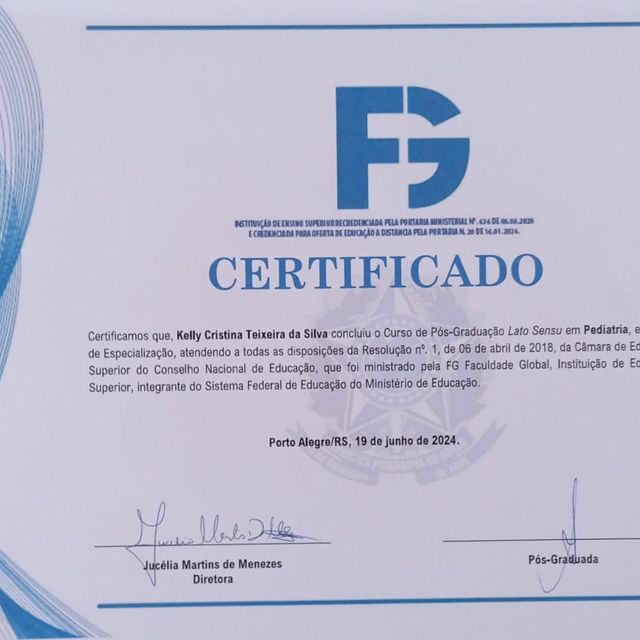 FG
INSTITUIÇÃO DE ENSINO SUPERIOR RECREDENCIADA PELA PORTARIA MINISTERIAL Nº. 636 DE 06.08.2020
E CREDENCIADA PARA OFERTA DE EDUCAÇÃO A DISTANCIA PELA PORTARIA N. 20 DE 16.01.2024.
CERTIFICADO
Certificamos que, Kelly Cristina Teixeira da Silva concluiu o Curso de Pós-Graduação Lato Sensu em Pediatria, e
de Especialização, atendendo a todas as disposições da Resolução nº. 1, de 06 de abril de 2018, da Câmara de Ed
Superior do Conselho Nacional de Educação, que foi ministrado pela FG Faculdade Global, Instituição de Ed
Superior, integrante do Sistema Federal de Educação do Ministério de Educação.
Porto Alegre/RS, 19 de junho de 2024.
Jucélia Martins de Menezes
Diretora
Pós-Graduada